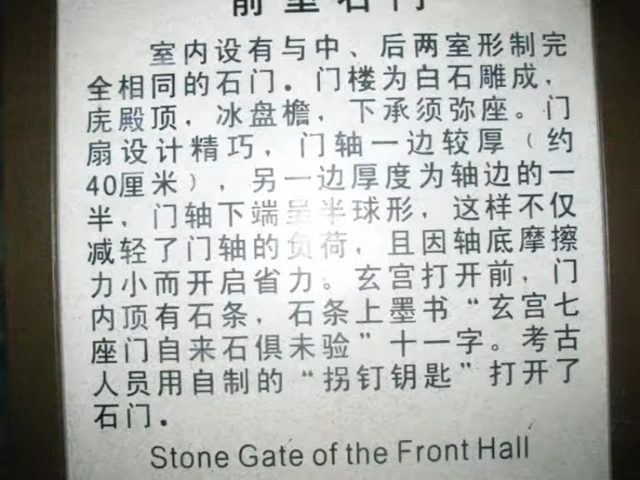 前室石门
室内设有与中、后两室形制完
全相同的石门。门楼为白石雕成，
庑殿顶，冰盘檐，下承须弥座。门
扇设计精巧，门轴一边较厚（约
40厘米），另一边厚度为轴边的一
半，门轴下端呈半球形，这样不仅
减轻了门轴的负荷，且因轴底摩擦
力小而开启省力。玄宫打开前，门
内顶有石条，石条上墨书“玄宫七
座门自来石俱未验”十一字。考古
人员用自制的“拐钉钥匙”打开了
石门。
Stone Gate of the Front Hall